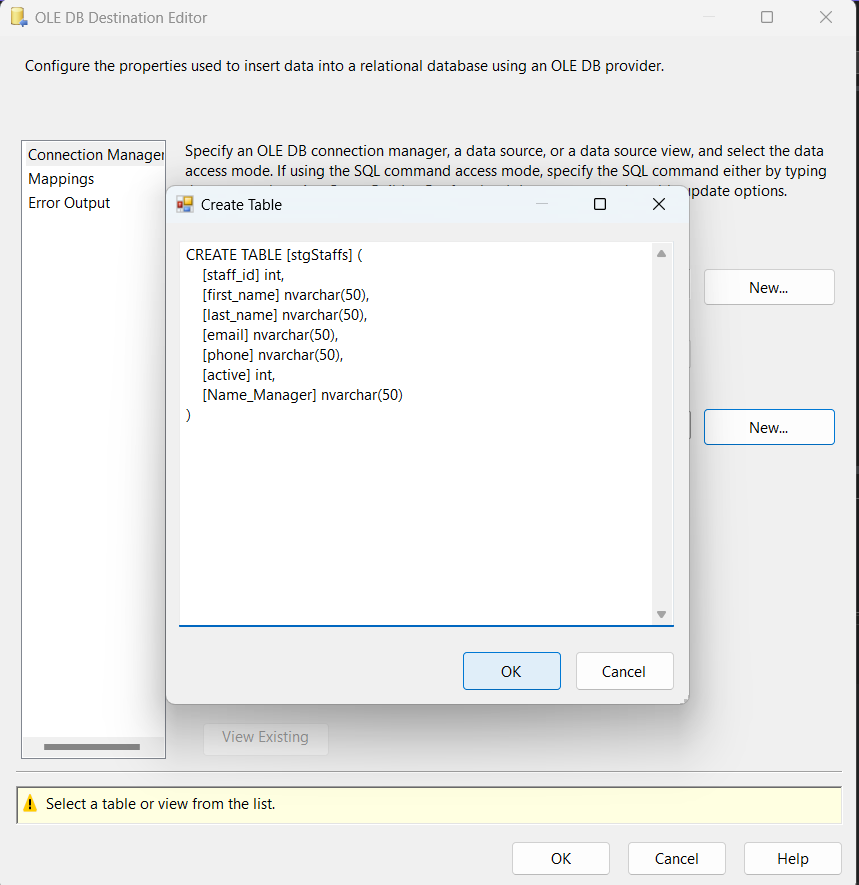 OLE DB Destination Editor
Configure the properties used to insert data into a relational database using an OLE DB provider.
Connection Manager
Mappings
Error Output
Specify an OLE DB connection manager, a data source, or a data source view, and select the data
access mode. If using the SQL command access mode, specify the SQL command either by typing
update options.
New...
New...
Create Table
CREATE TABLE [stgStaffs] (
[staff_id] int,
[first_name] nvarchar(50),
[last_name] nvarchar(50),
[email] nvarchar(50),
[phone] nvarchar(50),
[active] int,
[Name_Manager] nvarchar(50)
)
OK
Cancel
View Existing
Select a table or view from the list.
OK
Cancel
Help